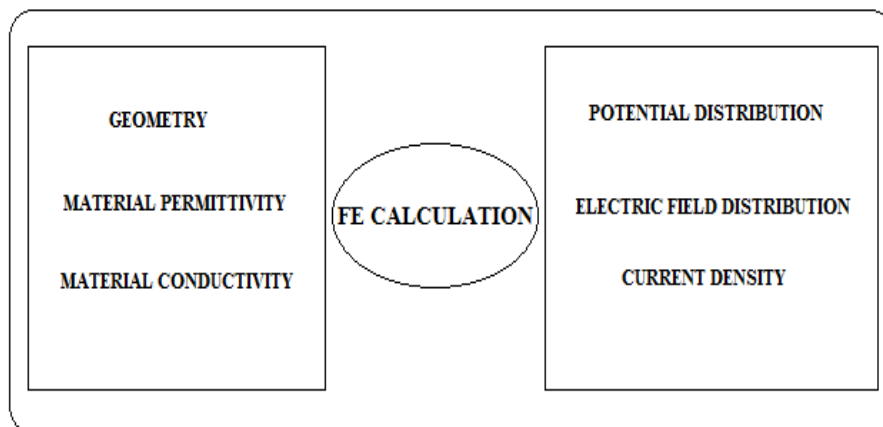 GEOMETRY
MATERIAL PERMITTIVITY
MATERIAL CONDUCTIVITY
FE CALCULATION
POTENTIAL DISTRIBUTION
ELECTRIC FIELD DISTRIBUTION
CURRENT DENSITY